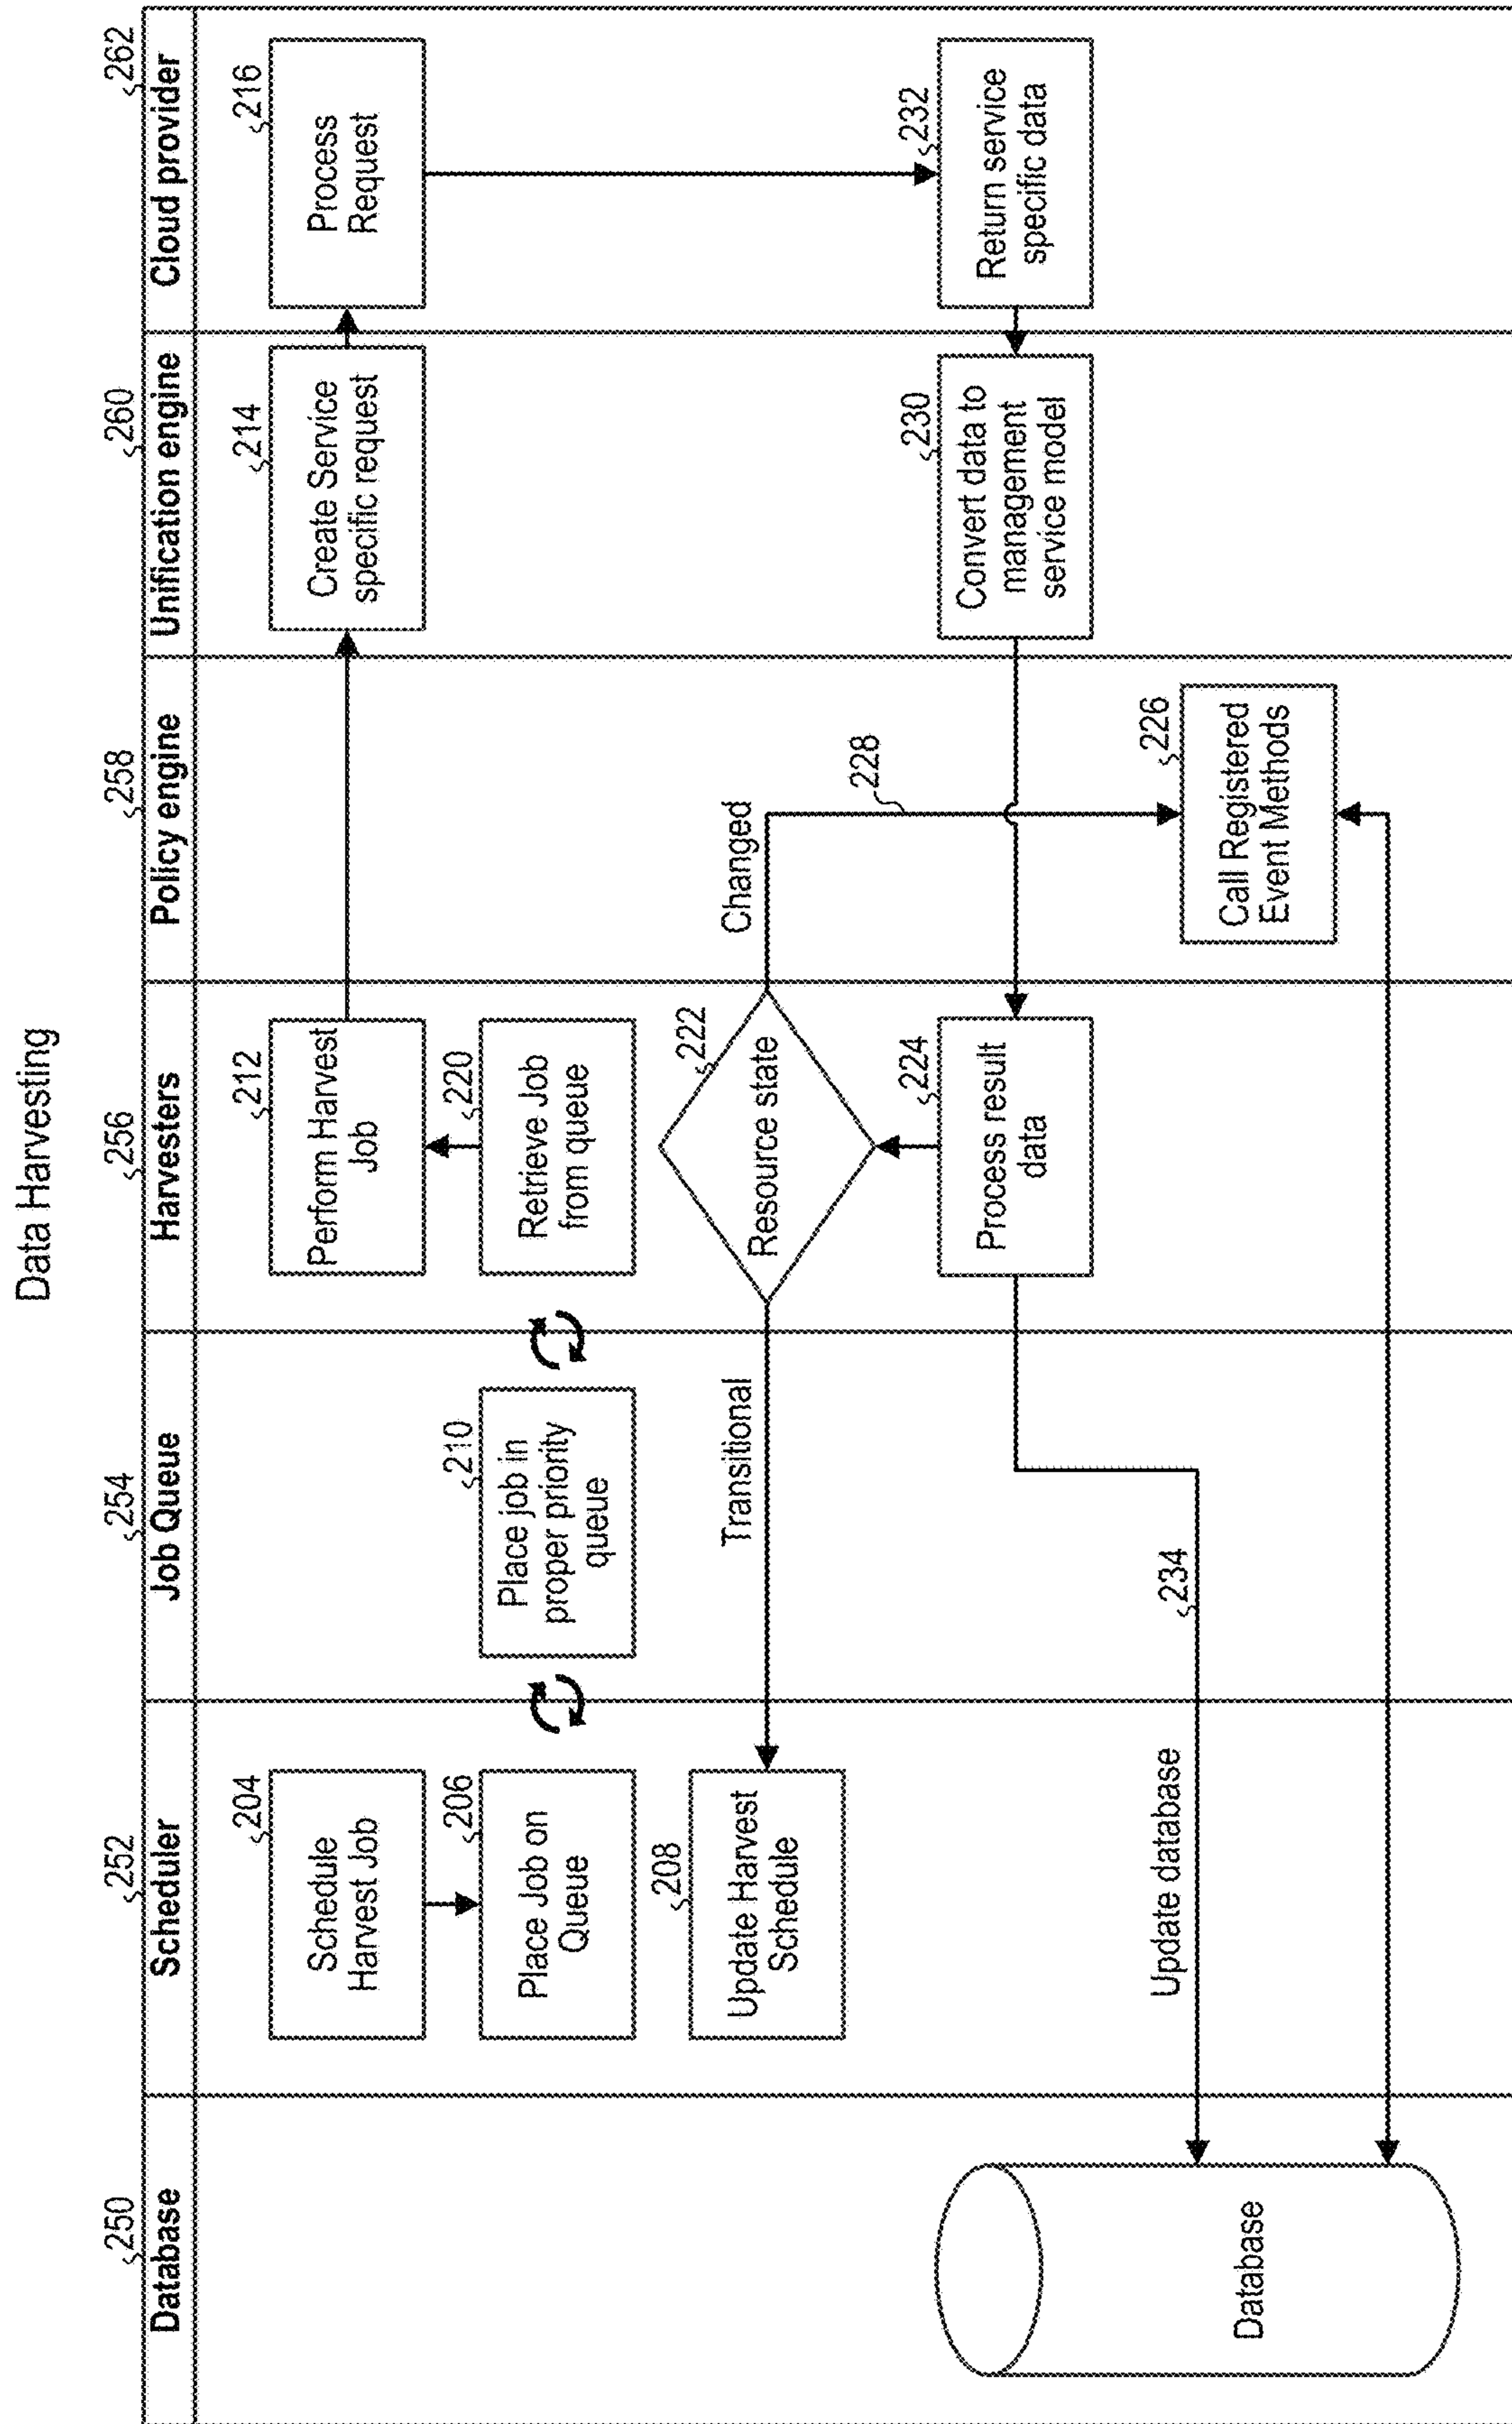 Data Harvesting
250
252
254
256
258
260
262
Database
Scheduler
Job Queue
Harvesters
Policy engine
Unification engine
Cloud provider
204
Schedule
Harvest Job
212
Perform Harvest
Job
214
Create Service
specific request
216
Process
Request
206
Place Job on
Queue
210
Place job in
proper priority
queue
220
Retrieve Job
from queue
208
Update Harvest
Schedule
Transitional
222
Resource state
Changed
228
224
Process result
data
230
Convert data to
management
service model
232
Return service
specific data
Update database
234
226
Call Registered
Event Methods
Database